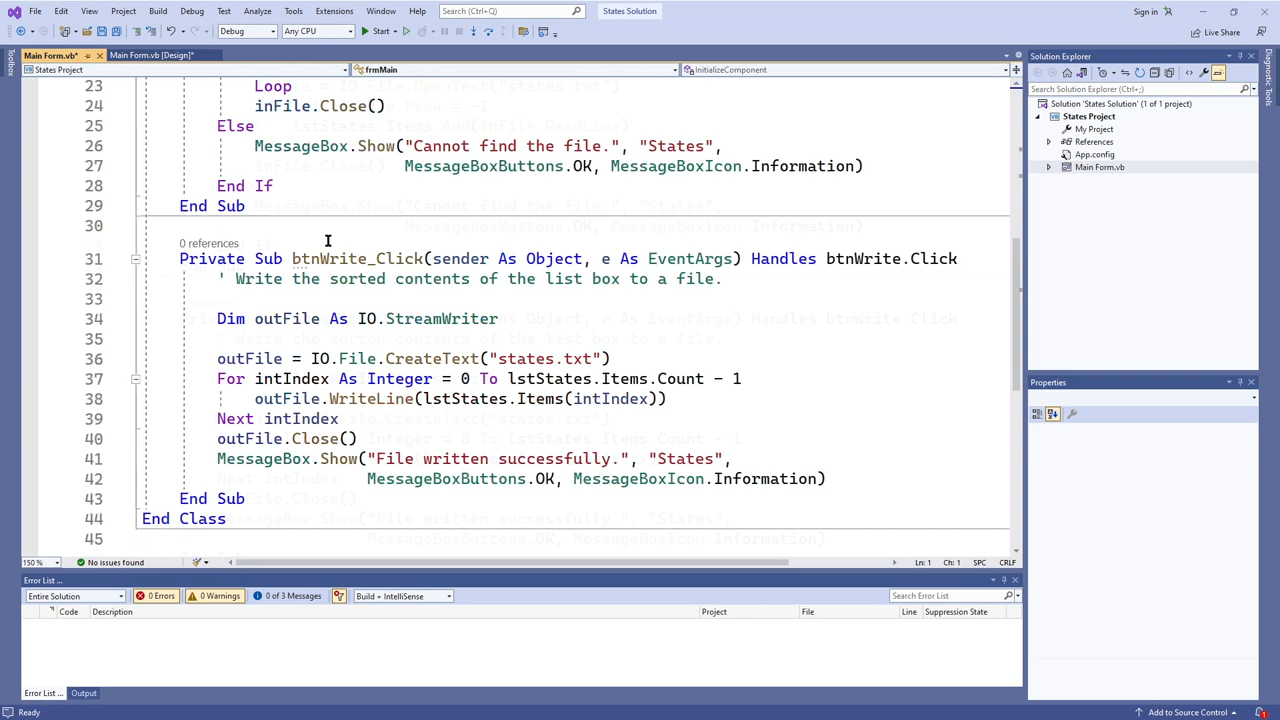 File Edit View Project Build Debug Test Analyze Tools Extensions Window Help Search (Ctrl+Q) States Solution Sign in
Debug Any CPU Start Live Share
Toolbox
Main Form.vb* Main Form.vb [Design]*
States Project frmMain InitializeComponent
23 Loop
24 inFile.Close()
25 Else
26 MessageBox.Show("Cannot find the file.", "States",
27 MessageBoxButtons.OK, MessageBoxIcon.Information)
28 End If
29 End Sub
30
0 references
31 Private Sub btnWrite_Click(sender As Object, e As EventArgs) Handles btnWrite.Click
32 ' Write the sorted contents of the list box to a file.
33
34 Dim outFile As IO.StreamWriter
35
36 outFile = IO.File.CreateText("states.txt")
37 For intIndex As Integer = 0 To lstStates.Items.Count - 1
38 outFile.WriteLine(lstStates.Items(intIndex))
39 Next intIndex
40 outFile.Close()
41 MessageBox.Show("File written successfully.", "States",
42 MessageBoxButtons.OK, MessageBoxIcon.Information)
43 End Sub
44 End Class
45
150 % No issues found Ln: 1 Ch: 1 SPC CRLF
Error List ...
Entire Solution 0 Errors 0 Warnings 0 of 3 Messages Build + IntelliSense Search Error List
Code Description Project File Line Suppression State
Error List ... Output
Solution Explorer
Search Solution Explorer (Ctrl+;)
Solution 'States Solution' (1 of 1 project)
States Project
My Project
References
App.config
Main Form.vb
Properties
Diagnostic Tools
Ready Add to Source Control 1